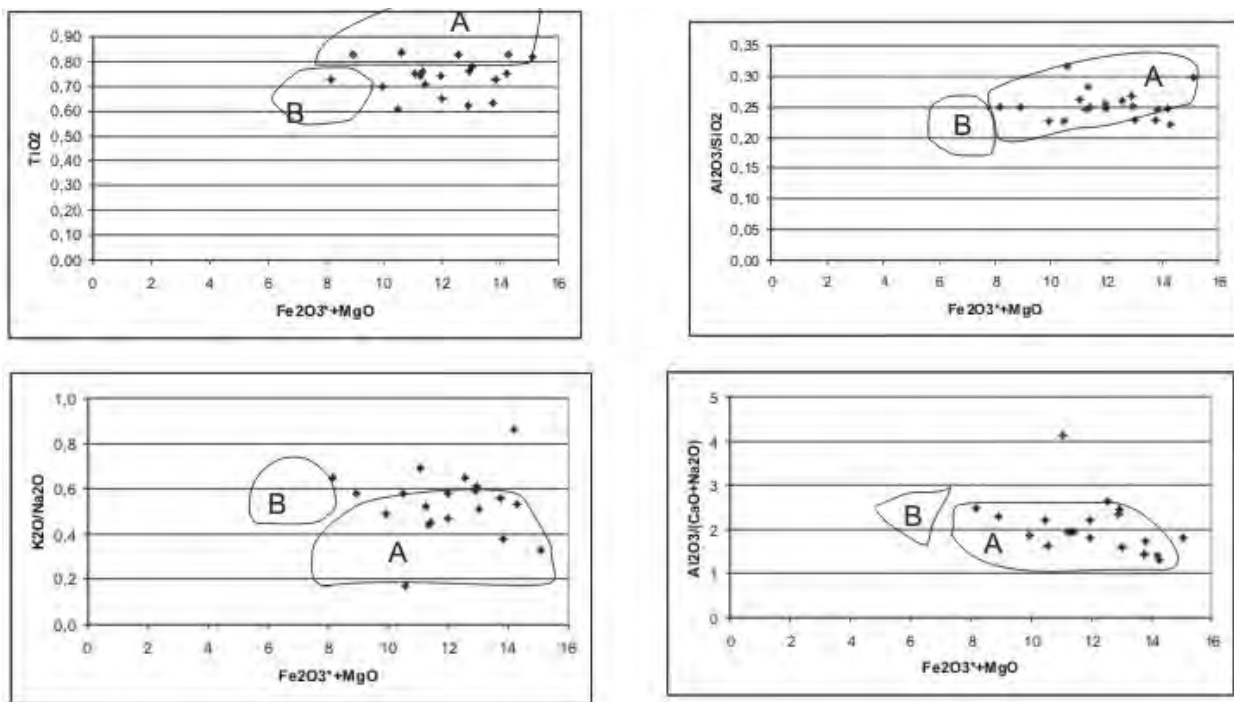 A
0,90
0,80
0,70
0,60
0,50
0,40
0,30
0,20
0,10
0,00
TiO2
B
0 2 4 6 8 10 12 14 16
Fe2O3*+MgO
0,35
0,30
0,25
0,20
0,15
0,10
0,05
0,00
Al2O3/SiO2
A
B
0 2 4 6 8 10 12 14 16
Fe2O3*+MgO
1,0
0,8
0,6
0,4
0,2
0,0
K2O/Na2O
B
A
0 2 4 6 8 10 12 14 16
Fe2O3*+MgO
5
4
3
2
1
0
Al2O3/(CaO+Na2O)
B
A
0 2 4 6 8 10 12 14 16
Fe2O3*+MgO